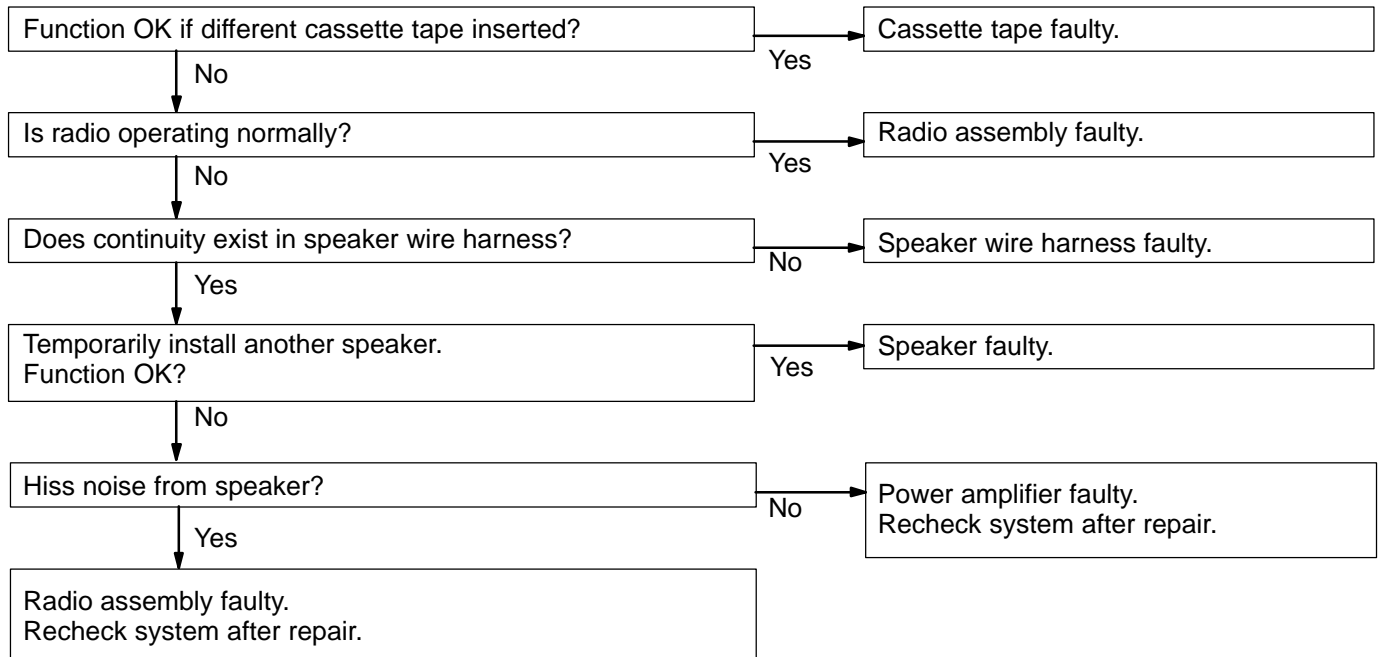 Function OK if different cassette tape inserted?
Yes
Cassette tape faulty.
No
Is radio operating normally?
Yes
Radio assembly faulty.
No
Does continuity exist in speaker wire harness?
No
Speaker wire harness faulty.
Yes
Temporarily install another speaker.
Function OK?
Yes
Speaker faulty.
No
Hiss noise from speaker?
No
Power amplifier faulty.
Recheck system after repair.
Yes
Radio assembly faulty.
Recheck system after repair.